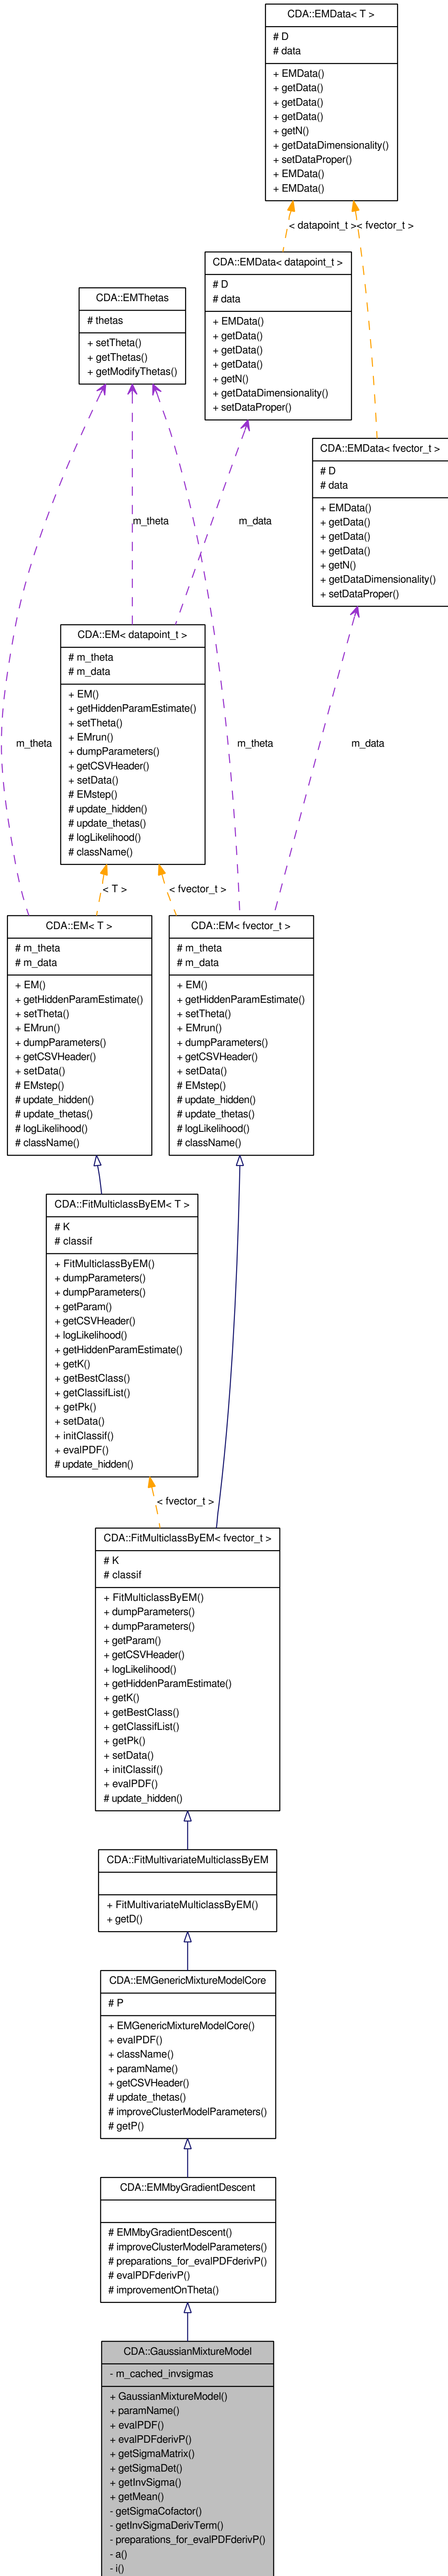 CDA::EMData< T >
# D
# data
+ EMData()
+ getData()
+ getData()
+ getData()
+ getN()
+ getDataDimensionality()
+ setDataProper()
+ EMData()
+ EMData()
< datapoint_t >
< fvector_t >
CDA::EMData< datapoint_t >
# D
# data
+ EMData()
+ getData()
+ getData()
+ getData()
+ getN()
+ getDataDimensionality()
+ setDataProper()
CDA::EMThetas
# thetas
+ setTheta()
+ getThetas()
+ getModifyThetas()
CDA::EMData< fvector_t >
# D
# data
+ EMData()
+ getData()
+ getData()
+ getData()
+ getN()
+ getDataDimensionality()
+ setDataProper()
m_theta
m_data
CDA::EM< datapoint_t >
# m_theta
# m_data
+ EM()
+ getHiddenParamEstimate()
+ setTheta()
+ EMrun()
+ dumpParameters()
+ getCSVHeader()
+ setData()
# EMstep()
# update_hidden()
# update_thetas()
# logLikelihood()
# className()
m_theta
m_theta
m_data
< T >
< fvector_t >
CDA::EM< T >
# m_theta
# m_data
+ EM()
+ getHiddenParamEstimate()
+ setTheta()
+ EMrun()
+ dumpParameters()
+ getCSVHeader()
+ setData()
# EMstep()
# update_hidden()
# update_thetas()
# logLikelihood()
# className()
CDA::EM< fvector_t >
# m_theta
# m_data
+ EM()
+ getHiddenParamEstimate()
+ setTheta()
+ EMrun()
+ dumpParameters()
+ getCSVHeader()
+ setData()
# EMstep()
# update_hidden()
# update_thetas()
# logLikelihood()
# className()
CDA::FitMulticlassByEM< T >
# K
# classif
+ FitMulticlassByEM()
+ dumpParameters()
+ dumpParameters()
+ getParam()
+ getCSVHeader()
+ logLikelihood()
+ getHiddenParamEstimate()
+ getK()
+ getBestClass()
+ getClassifList()
+ getPk()
+ setData()
+ initClassif()
+ evalPDF()
# update_hidden()
< fvector_t >
CDA::FitMulticlassByEM< fvector_t >
# K
# classif
+ FitMulticlassByEM()
+ dumpParameters()
+ dumpParameters()
+ getParam()
+ getCSVHeader()
+ logLikelihood()
+ getHiddenParamEstimate()
+ getK()
+ getBestClass()
+ getClassifList()
+ getPk()
+ setData()
+ initClassif()
+ evalPDF()
# update_hidden()
CDA::FitMultivariateMulticlassByEM
+ FitMultivariateMulticlassByEM()
+ getD()
CDA::EMGenericMixtureModelCore
# P
+ EMGenericMixtureModelCore()
+ evalPDF()
+ className()
+ paramName()
+ getCSVHeader()
# update_thetas()
# improveClusterModelParameters()
# getP()
CDA::EMMbyGradientDescent
# EMMbyGradientDescent()
# improveClusterModelParameters()
# preparations_for_evalPDFderivP()
# evalPDFderivP()
# improvementOnTheta()
CDA::GaussianMixtureModel
- m_cached_invsigmas
+ GaussianMixtureModel()
+ paramName()
+ evalPDF()
+ evalPDFderivP()
+ getSigmaMatrix()
+ getSigmaDet()
+ getInvSigma()
+ getMean()
- getSigmaCofactor()
- getInvSigmaDerivTerm()
- preparations_for_evalPDFderivP()
- a()
- i()